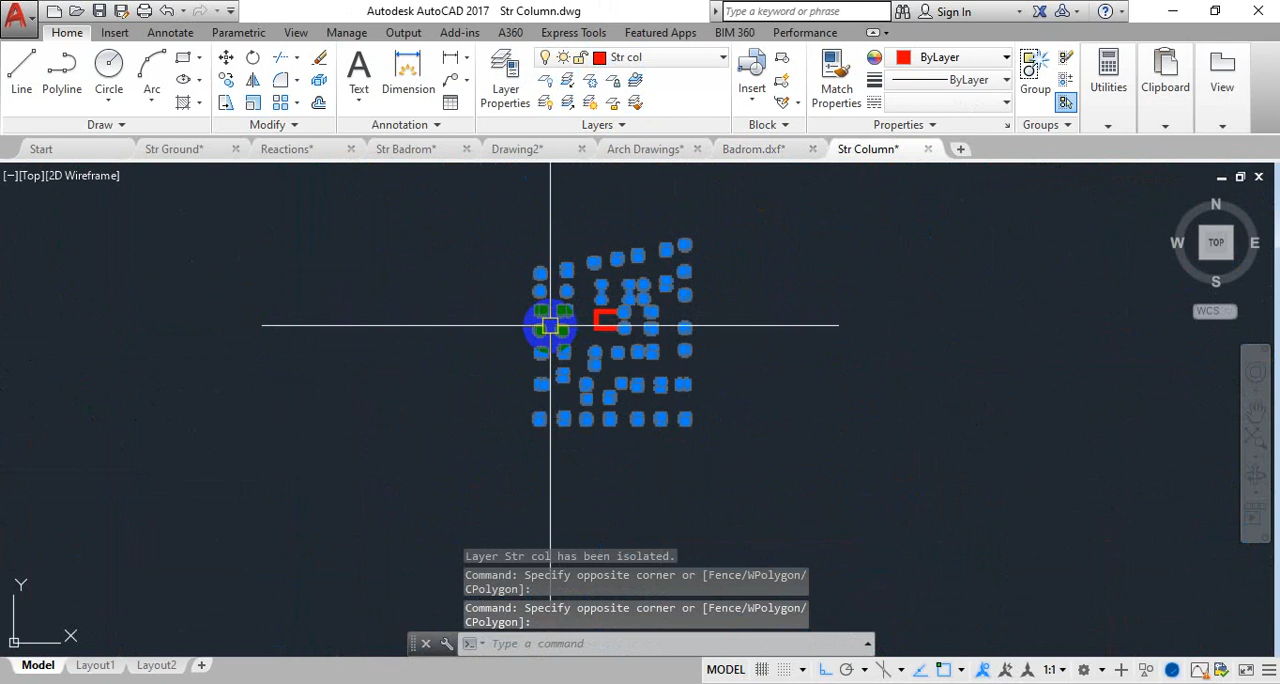 Autodesk AutoCAD 2017 Str Column.dwg
Type a keyword or phrase
Sign In
Home Insert Annotate Parametric View Manage Output Add-ins A360 Express Tools Featured Apps BIM 360 Performance
Line Polyline Circle Arc
Text Dimension
Layer Properties
Str col
Insert
Match Properties
ByLayer
ByLayer
ByLayer
Group
Utilities
Clipboard
View
Draw Modify Annotation Layers Block Properties Groups
Start Str Ground* Reactions* Str Badrom* Drawing2* Arch Drawings* Badrom.dxf* Str Column*
[−][Top][2D Wireframe]
N
W TOP E
S
WCS
Layer Str col has been isolated.
Command: Specify opposite corner or [Fence/WPolygon/
CPolygon]:
Command: Specify opposite corner or [Fence/WPolygon/
CPolygon]:
Type a command
Y
X
Model Layout1 Layout2
MODEL 1:1